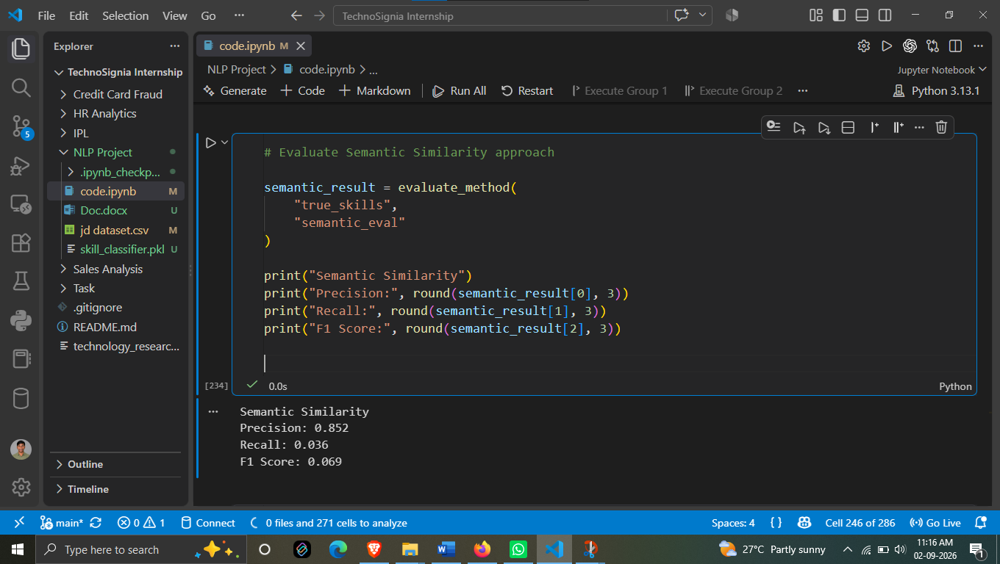 File Edit Selection View Go ···
TechnoSignia Internship
Explorer ···
TechnoSignia Internship
Credit Card Fraud
HR Analytics
IPL
NLP Project
.ipynb_checkp...
code.ipynb M
Doc.docx U
jd dataset.csv M
skill_classifier.pkl U
Sales Analysis
Task
.gitignore
README.md
technology_researc...
Outline
Timeline
5
code.ipynb M
NLP Project > code.ipynb > ...
Jupyter Notebook
Generate + Code + Markdown Run All Restart Execute Group 1 Execute Group 2 ···
Python 3.13.1
# Evaluate Semantic Similarity approach
semantic_result = evaluate_method(
"true_skills",
"semantic_eval"
)
print("Semantic Similarity")
print("Precision:", round(semantic_result[0], 3))
print("Recall:", round(semantic_result[1], 3))
print("F1 Score:", round(semantic_result[2], 3))
[234] 0.0s Python
Semantic Similarity
Precision: 0.852
Recall: 0.036
F1 Score: 0.069
main* 0 1 Connect 0 files and 271 cells to analyze Spaces: 4 {} Cell 246 of 286 Go Live
Type here to search
27°C Partly sunny
11:16 AM
02-09-2026
1